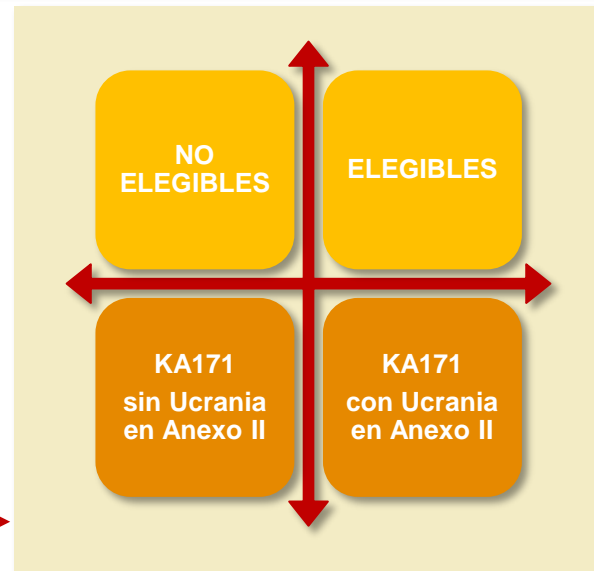 NO
ELEGIBLES
ELEGIBLES
KA171
sin Ucrania
en Anexo II
KA171
con Ucrania
en Anexo II